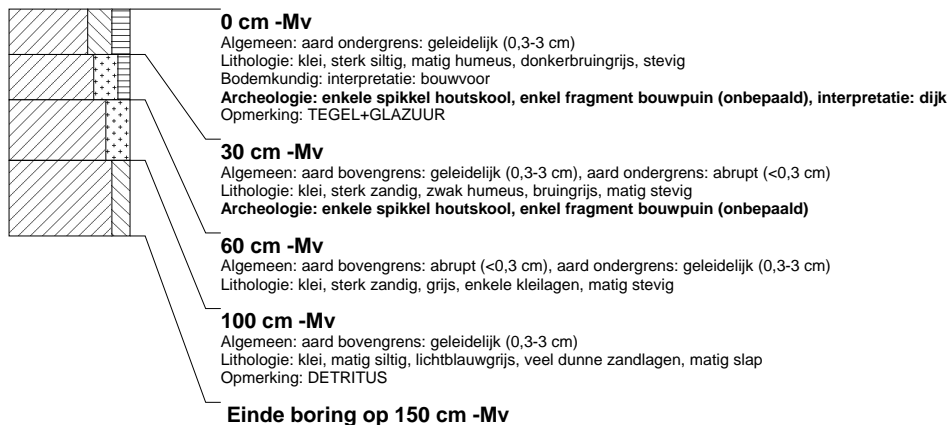 0 cm -Mv
Algemeen: aard ondergrens: geleidelijk (0,3-3 cm)
Lithologie: klei, sterk siltig, matig humeus, donkerbruingrijs, stevig
Bodemkundig: interpretatie: bouwvoor
Archeologie: enkele spikkel houtskool, enkel fragment bouwpuin (onbepaald), interpretatie: dijk
Opmerking: TEGEL+GLAZUUR
30 cm -Mv
Algemeen: aard bovengrens: geleidelijk (0,3-3 cm), aard ondergrens: abrupt (<0,3 cm)
Lithologie: klei, sterk zandig, zwak humeus, bruingrijs, matig stevig
Archeologie: enkele spikkel houtskool, enkel fragment bouwpuin (onbepaald)
60 cm -Mv
Algemeen: aard bovengrens: abrupt (<0,3 cm), aard ondergrens: geleidelijk (0,3-3 cm)
Lithologie: klei, sterk zandig, grijs, enkele kleilagen, matig stevig
100 cm -Mv
Algemeen: aard bovengrens: geleidelijk (0,3-3 cm)
Lithologie: klei, matig siltig, lichtblauwgrijs, veel dunne zandlagen, matig slap
Opmerking: DETRITUS
Einde boring op 150 cm -Mv